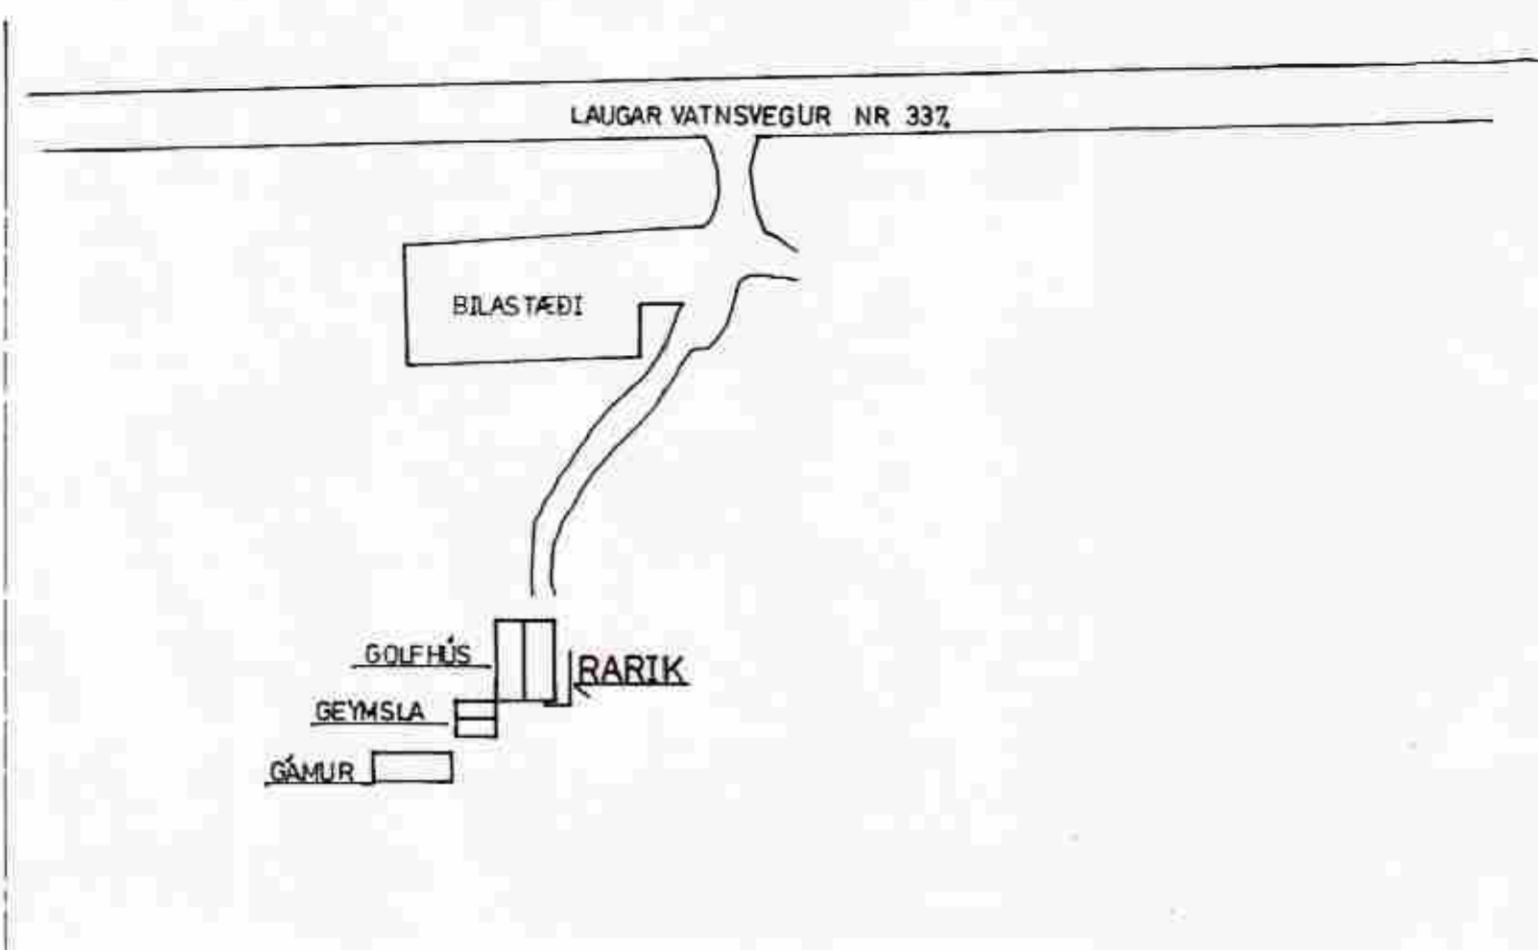 LAUGAR VATNSVEGUR NR 337.
BILASTÆÐI
GOLFHÚS
RARIK
GEYMSLA
GÁMUR